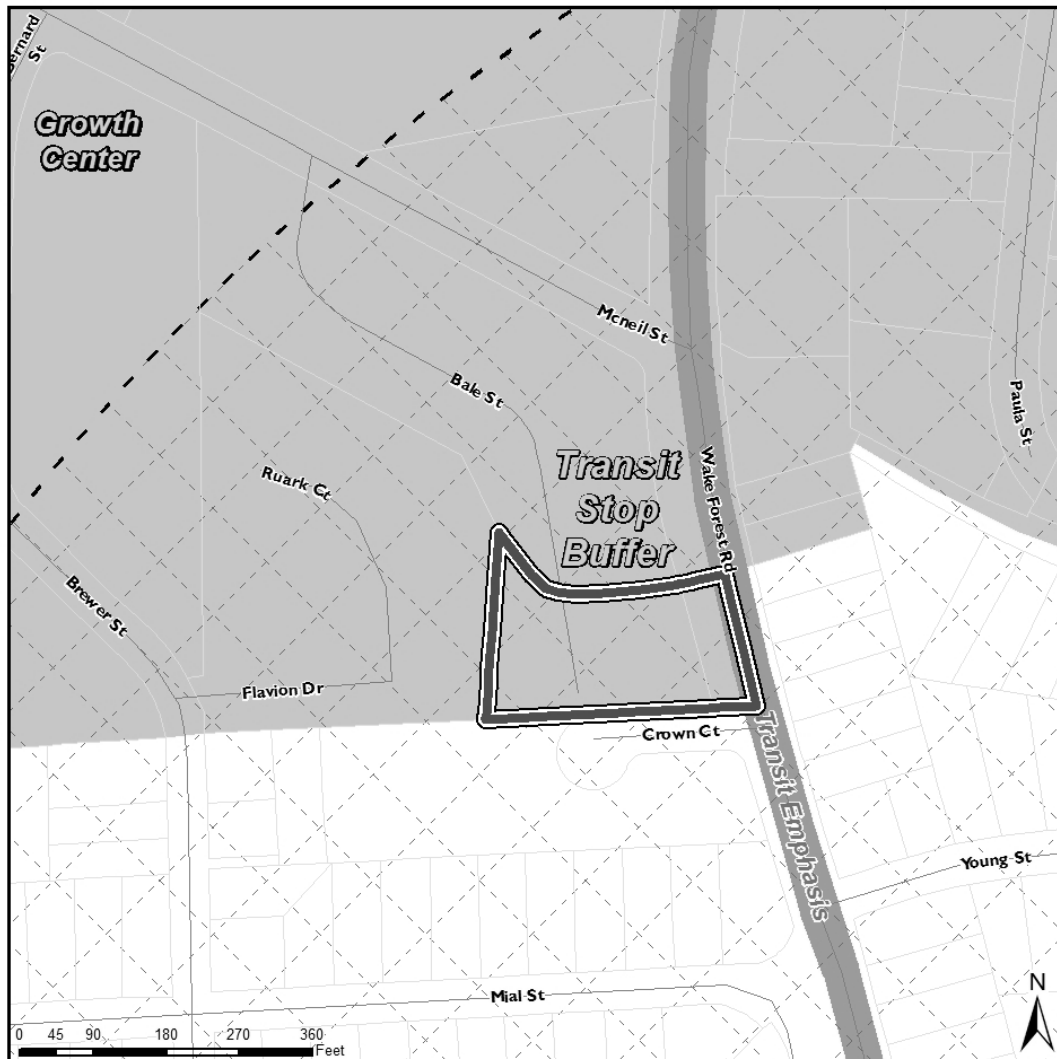 Bernard
St
Growth
Center
Mcneil St
Bale St
Paula St
Transit
Stop
Buffer
Wake Forest Rd
Ruark Ct
Brewer St
Flavion Dr
Crown Ct
Transit Emphasis
Young St
Mial St
N
0 45 90 180 270 360
Feet